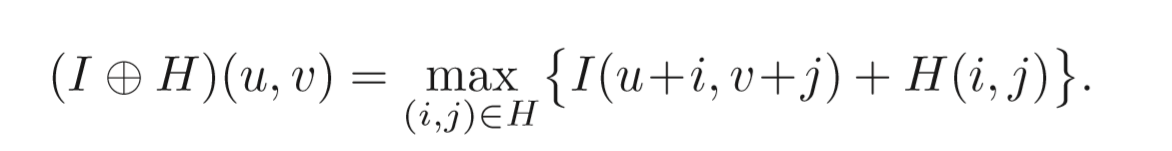 (I ⊕ H)(u, v) = max_{(i,j)∈H} {I(u+i, v+j) + H(i, j)}.